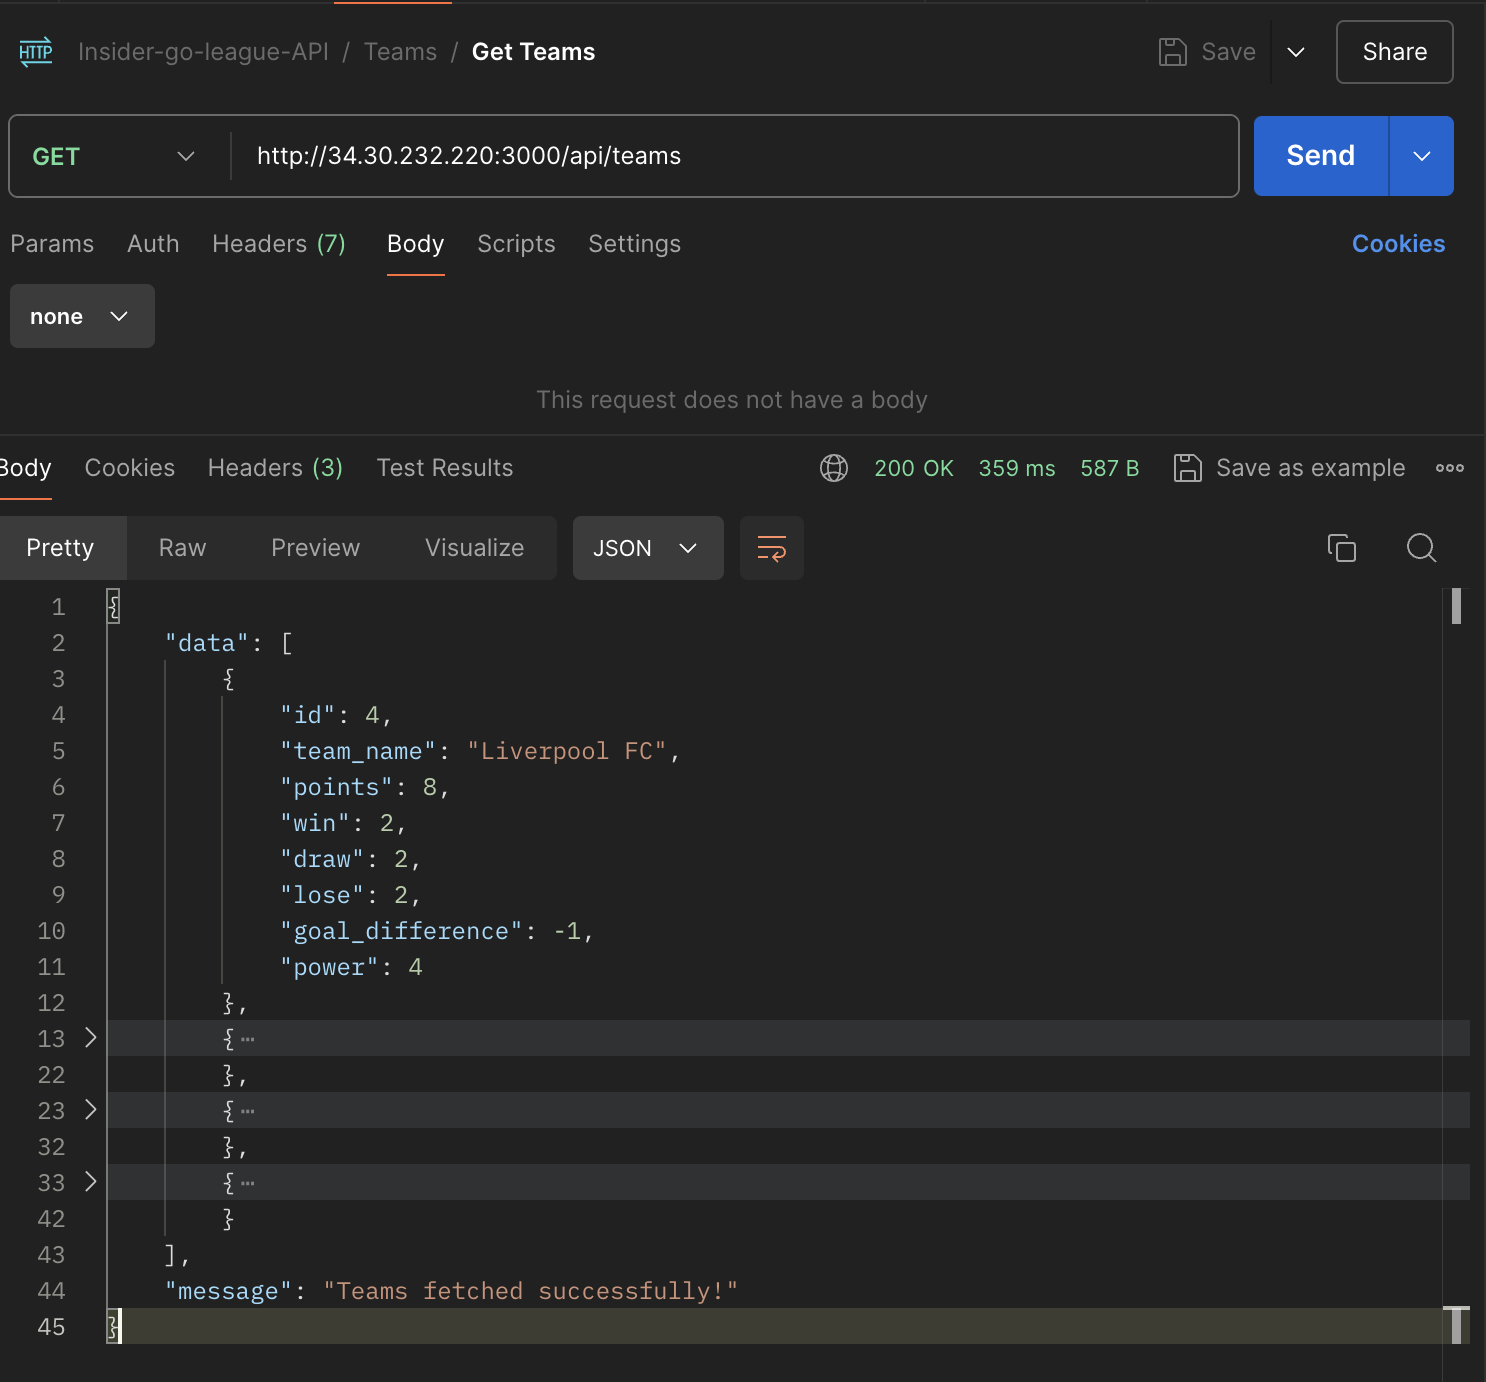 HTTP Insider-go-league-API / Teams / Get Teams Save Share
GET http://34.30.232.220:3000/api/teams Send
Params Auth Headers (7) Body Scripts Settings Cookies
none
This request does not have a body
Body Cookies Headers (3) Test Results 200 OK 359 ms 587 B Save as example
Pretty Raw Preview Visualize JSON
1 {
2 "data": [
3 {
4 "id": 4,
5 "team_name": "Liverpool FC",
6 "points": 8,
7 "win": 2,
8 "draw": 2,
9 "lose": 2,
10 "goal_difference": -1,
11 "power": 4
12 },
13 {…
22 },
23 {…
32 },
33 {…
42 }
43 ],
44 "message": "Teams fetched successfully!"
45 }